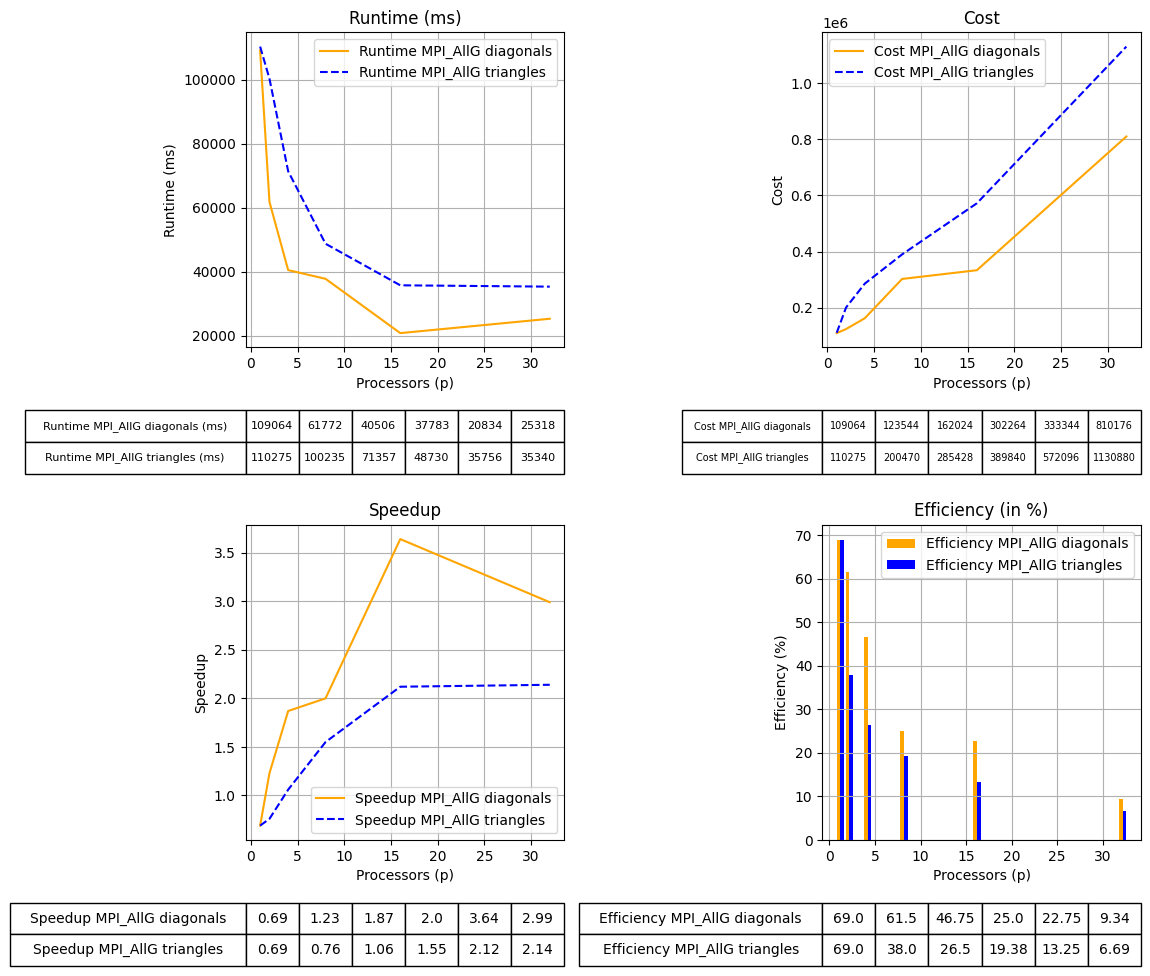 Runtime (ms)
Runtime MPI_AllG diagonals
Runtime MPI_AllG triangles
100000
80000
60000
40000
20000
Runtime (ms)
0 5 10 15 20 25 30
Processors (p)
Runtime MPI_AllG diagonals (ms) 109064 61772 40506 37783 20834 25318
Runtime MPI_AllG triangles (ms) 110275 100235 71357 48730 35756 35340
Cost
1e6
Cost MPI_AllG diagonals
Cost MPI_AllG triangles
1.0
0.8
0.6
0.4
0.2
Cost
0 5 10 15 20 25 30
Processors (p)
Cost MPI_AllG diagonals 109064 123544 162024 302264 333344 810176
Cost MPI_AllG triangles 110275 200470 285428 389840 572096 1130880
Speedup
3.5
3.0
2.5
2.0
1.5
1.0
Speedup
Speedup MPI_AllG diagonals
Speedup MPI_AllG triangles
0 5 10 15 20 25 30
Processors (p)
Speedup MPI_AllG diagonals 0.69 1.23 1.87 2.0 3.64 2.99
Speedup MPI_AllG triangles 0.69 0.76 1.06 1.55 2.12 2.14
Efficiency (in %)
Efficiency MPI_AllG diagonals
Efficiency MPI_AllG triangles
70
60
50
40
30
20
10
0
Efficiency (%)
0 5 10 15 20 25 30
Processors (p)
Efficiency MPI_AllG diagonals 69.0 61.5 46.75 25.0 22.75 9.34
Efficiency MPI_AllG triangles 69.0 38.0 26.5 19.38 13.25 6.69